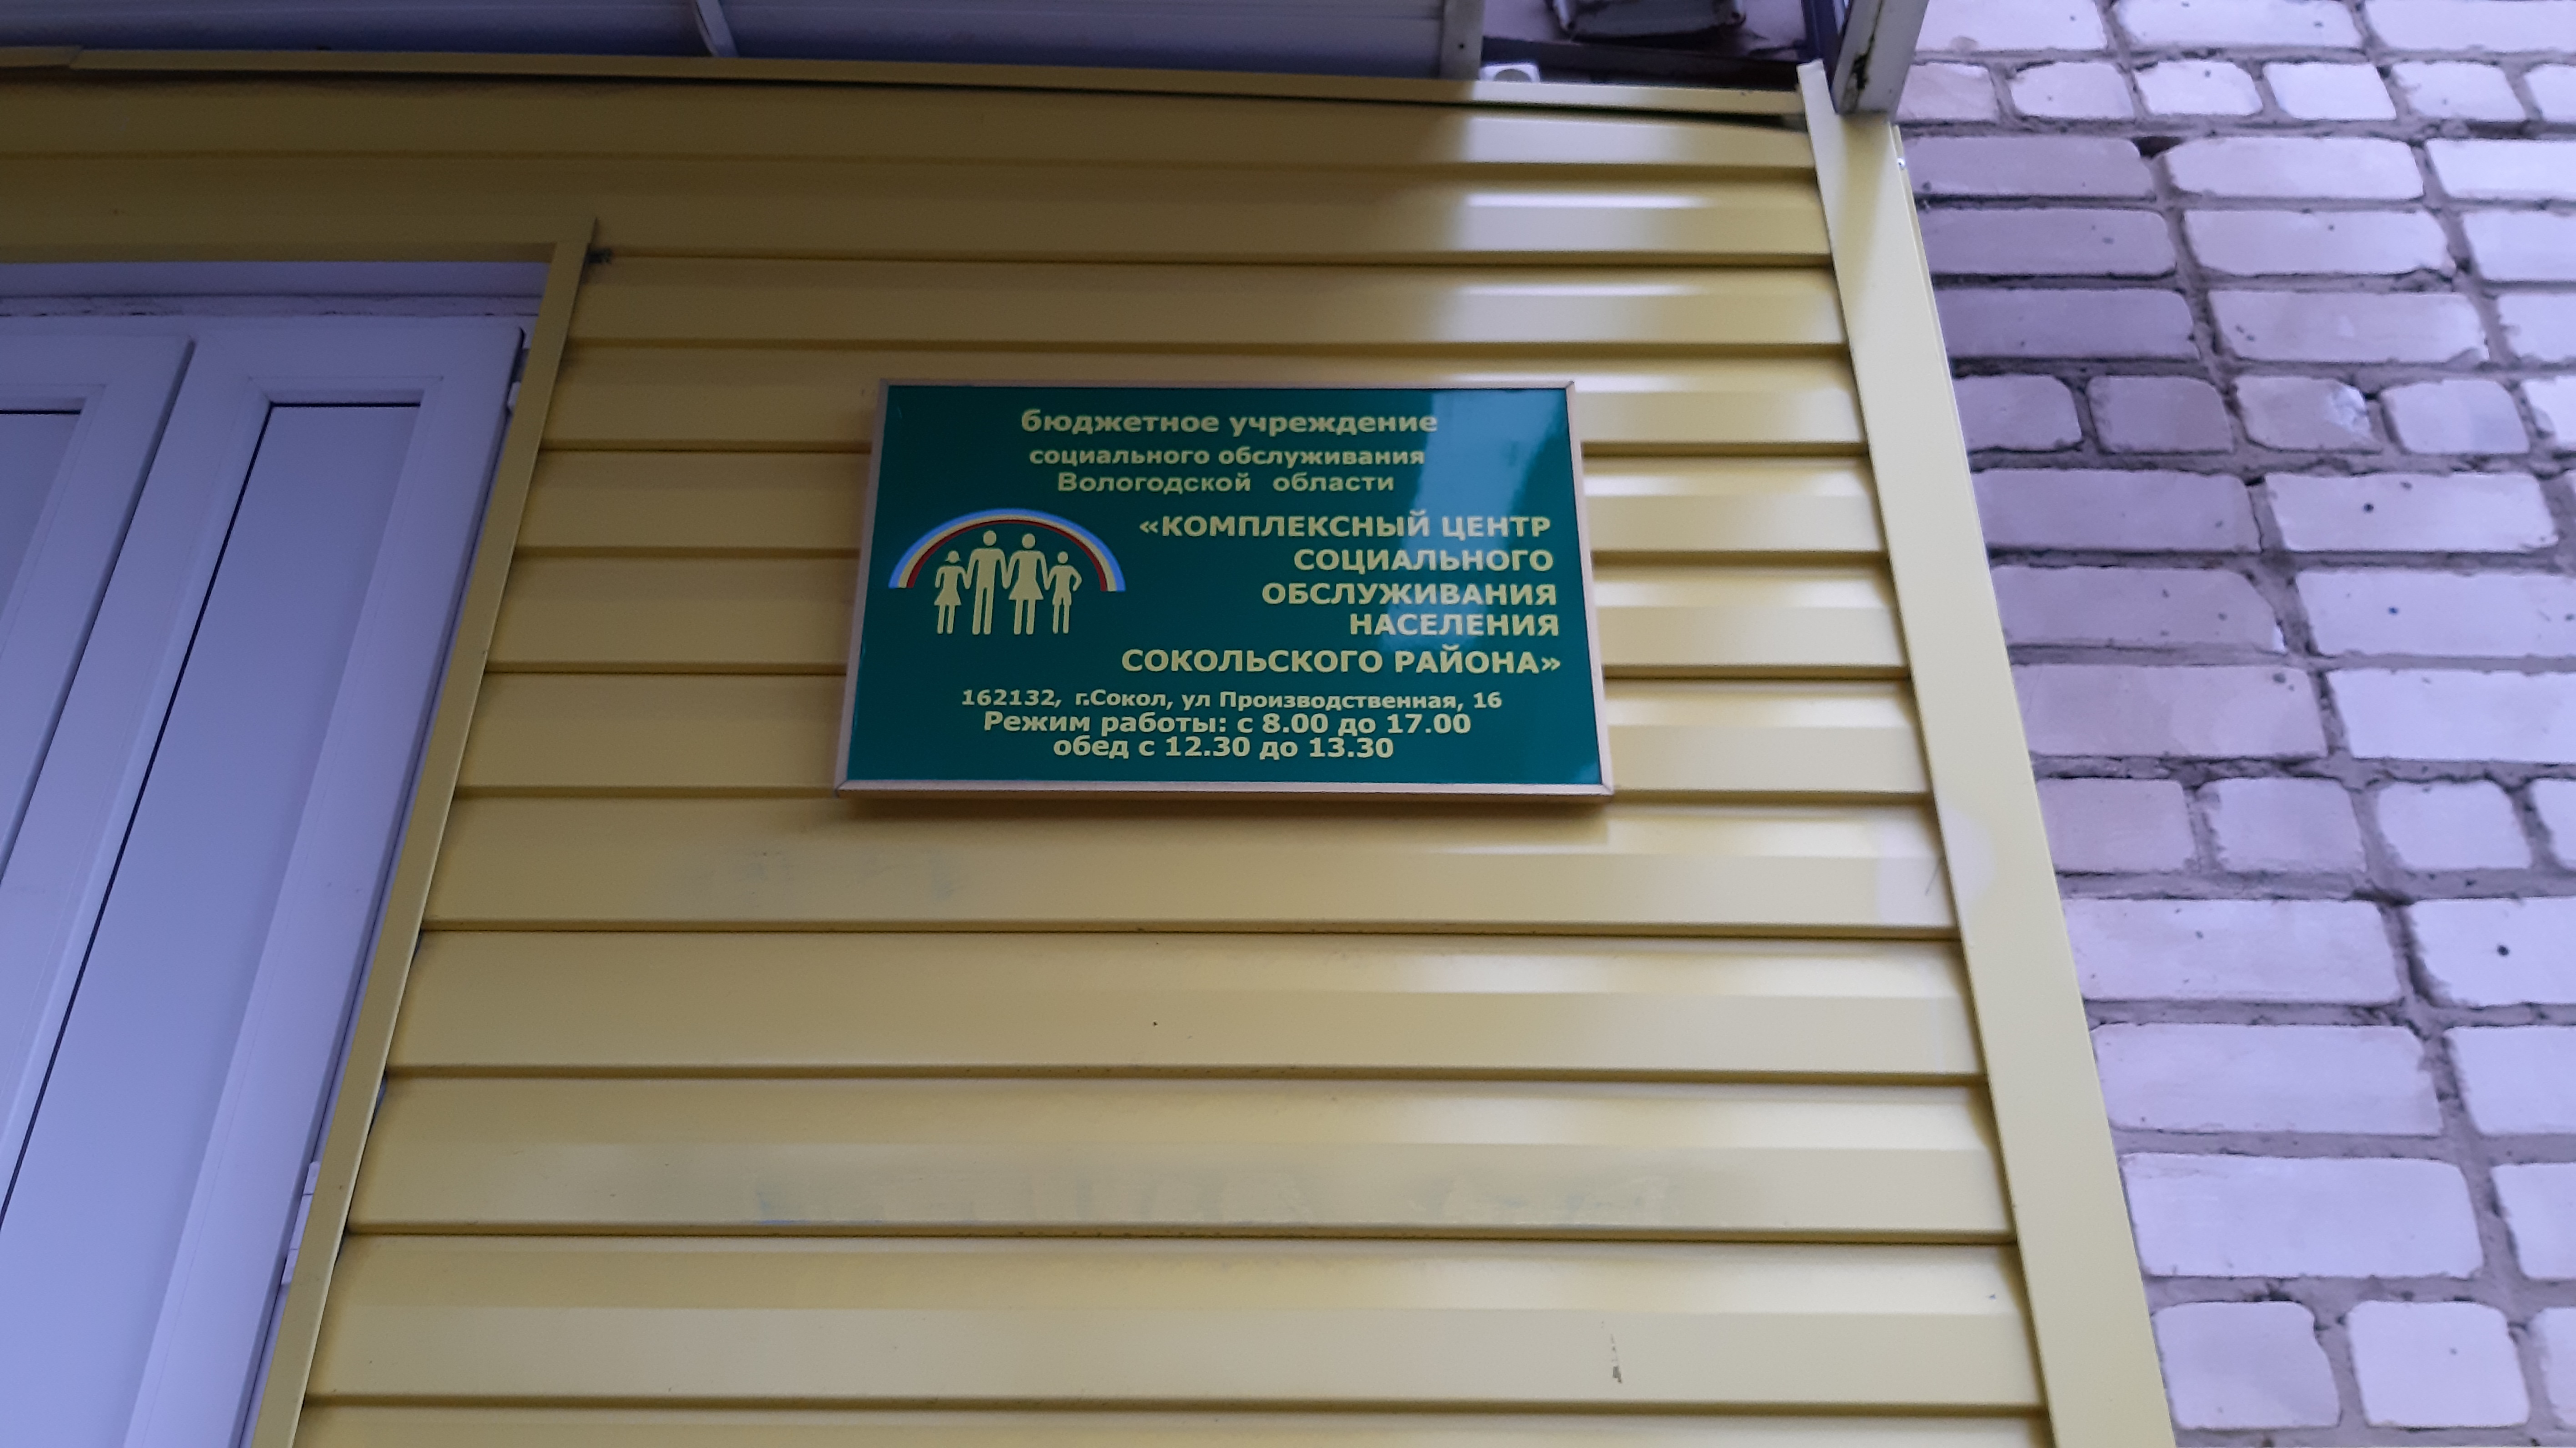 бюджетное учреждение
социального обслуживания
Вологодской области
«КОМПЛЕКСНЫЙ ЦЕНТР
СОЦИАЛЬНОГО
ОБСЛУЖИВАНИЯ
НАСЕЛЕНИЯ
СОКОЛЬСКОГО РАЙОНА»
162132, г.Сокол, ул Производственная, 16
Режим работы: с 8.00 до 17.00
обед с 12.30 до 13.30